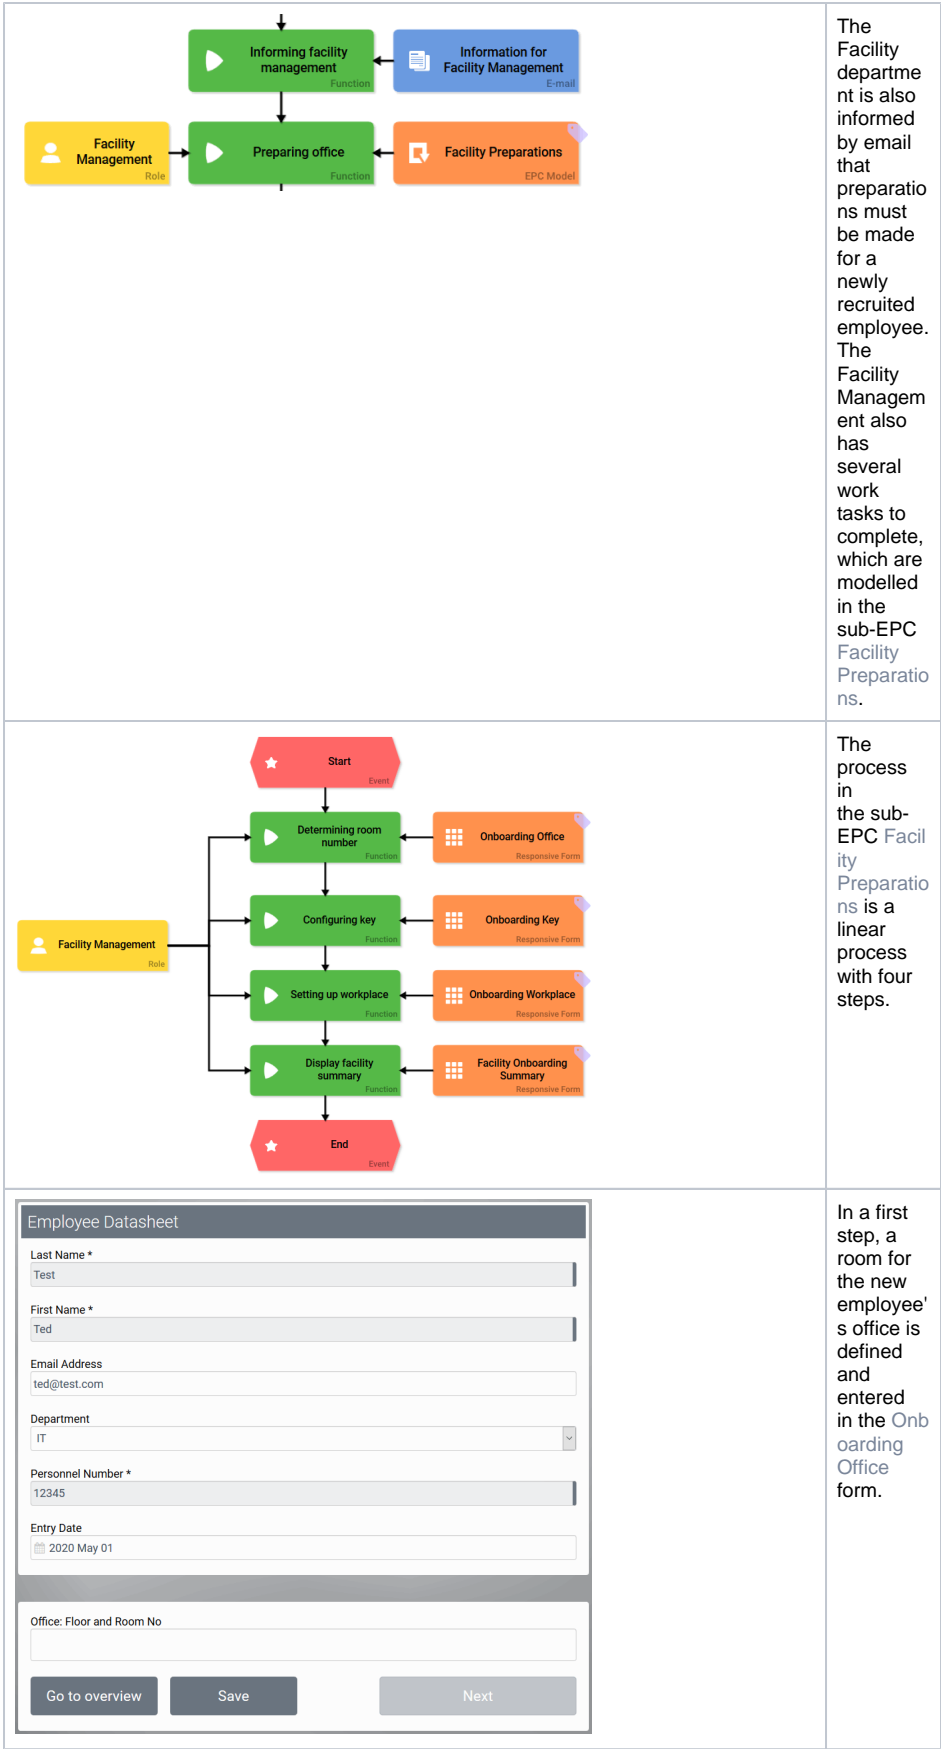 Informing facility
management
Function
Information for
Facility Management
E-mail
Facility
Management
Role
Preparing office
Function
Facility Preparations
EPC Model
The
Facility
departme
nt is also
informed
by email
that
preparatio
ns must
be made
for a
newly
recruited
employee.
The
Facility
Managem
ent also
has
several
work
tasks to
complete,
which are
modelled
in the
sub-EPC
Facility
Preparatio
ns.
Start
Event
Determining room
number
Function
Onboarding Office
Responsive Form
Configuring key
Function
Onboarding Key
Responsive Form
Facility Management
Role
Setting up workplace
Function
Onboarding Workplace
Responsive Form
Display facility
summary
Function
Facility Onboarding
Summary
Responsive Form
End
Event
The
process
in
the sub-
EPC Facil
ity
Preparatio
ns is a
linear
process
with four
steps.
Employee Datasheet
Last Name *
Test
First Name *
Ted
Email Address
ted@test.com
Department
IT
Personnel Number *
12345
Entry Date
2020 May 01
Office: Floor and Room No
Go to overview Save Next
In a first
step, a
room for
the new
employee'
s office is
defined
and
entered
in the Onb
oarding
Office
form.